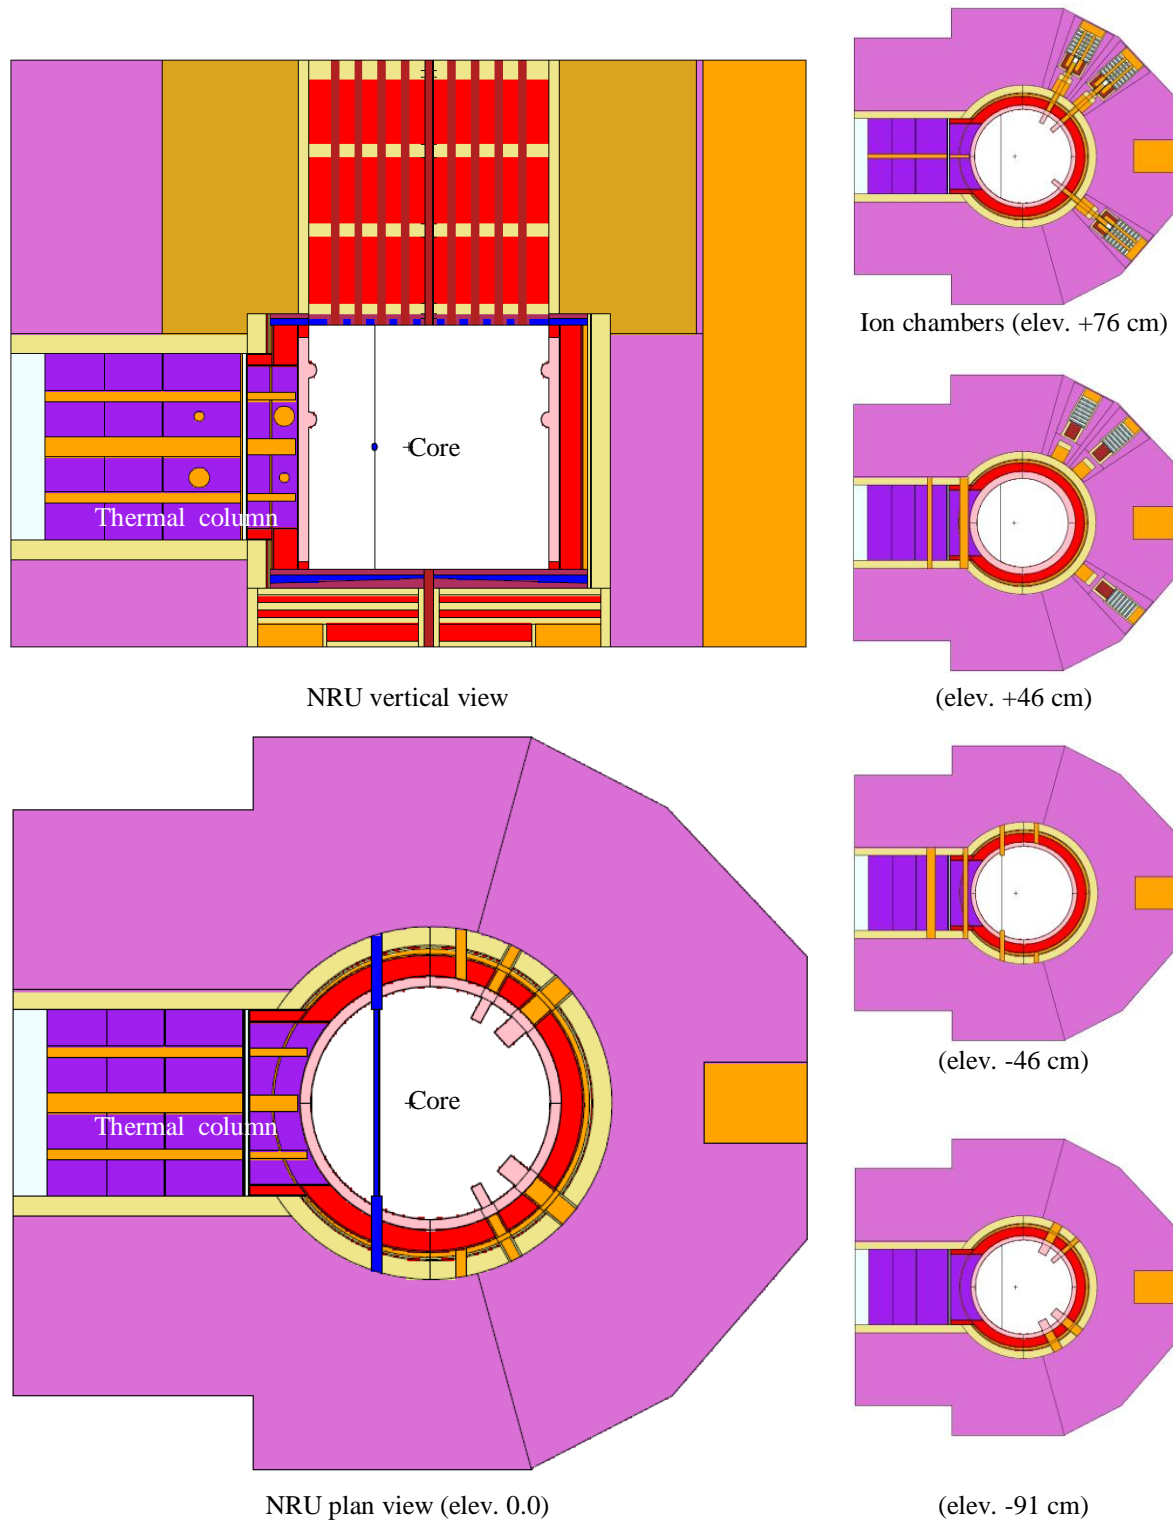 Ion chambers (elev. +76 cm)
Core
Thermal column
NRU vertical view
(elev. +46 cm)
(elev. -46 cm)
Core
Thermal column
NRU plan view (elev. 0.0)
(elev. -91 cm)